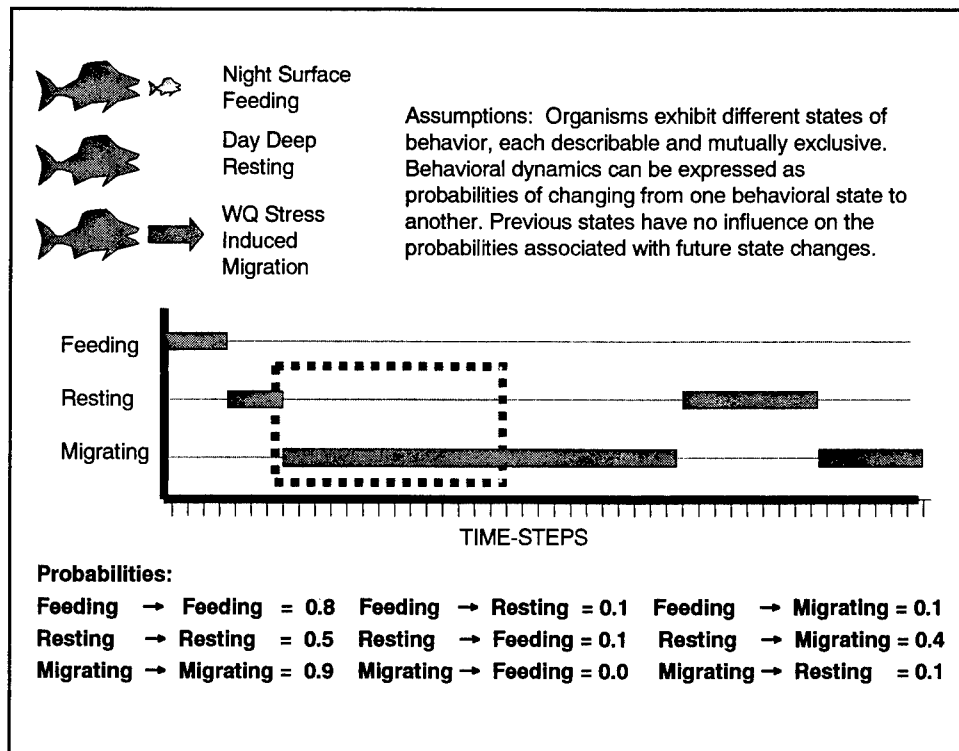 Night Surface
Feeding
Day Deep
Resting
WQ Stress
Induced
Migration
Assumptions: Organisms exhibit different states of
behavior, each describable and mutually exclusive.
Behavioral dynamics can be expressed as
probabilities of changing from one behavioral state to
another. Previous states have no influence on the
probabilities associated with future state changes.
Feeding
Resting
Migrating
TIME-STEPS
Probabilities:
Feeding → Feeding = 0.8 Feeding → Resting = 0.1 Feeding → Migrating = 0.1
Resting → Resting = 0.5 Resting → Feeding = 0.1 Resting → Migrating = 0.4
Migrating → Migrating = 0.9 Migrating → Feeding = 0.0 Migrating → Resting = 0.1